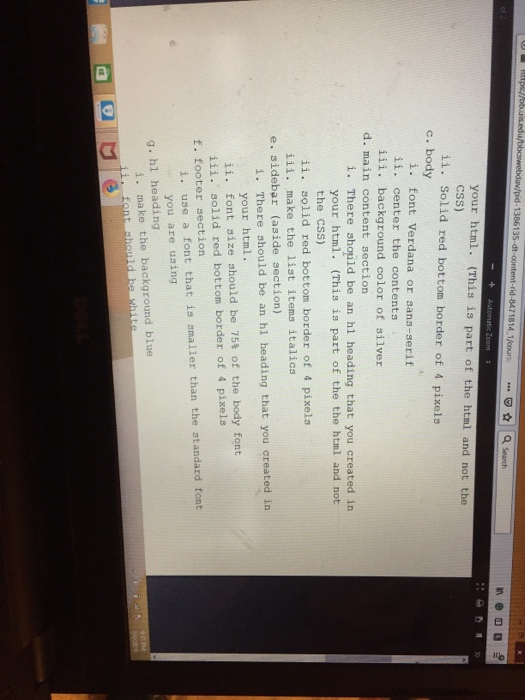 Search
Automatic Zoom
your html. (This is part of the html and not the
CSS)
ii. Solid red bottom border of 4 pixels
c. body
i. font Verdana or sans-serif
ii. center the contents
iii. background color of silver
d. main content section
i. There should be an h1 heading that you created in
your html. (This is part of the the html and not
the CSS)
ii. solid red bottom border of 4 pixels
iii. make the list items italics
e. sidebar (aside section)
i. There should be an h1 heading that you created in
your html.
ii. font size should be 75% of the body font
iii. solid red bottom border of 4 pixels
f. footer section
i. use a font that is smaller than the standard font
you are using
g. h1 heading
i. make the background blue
ii. font should be white
DELL